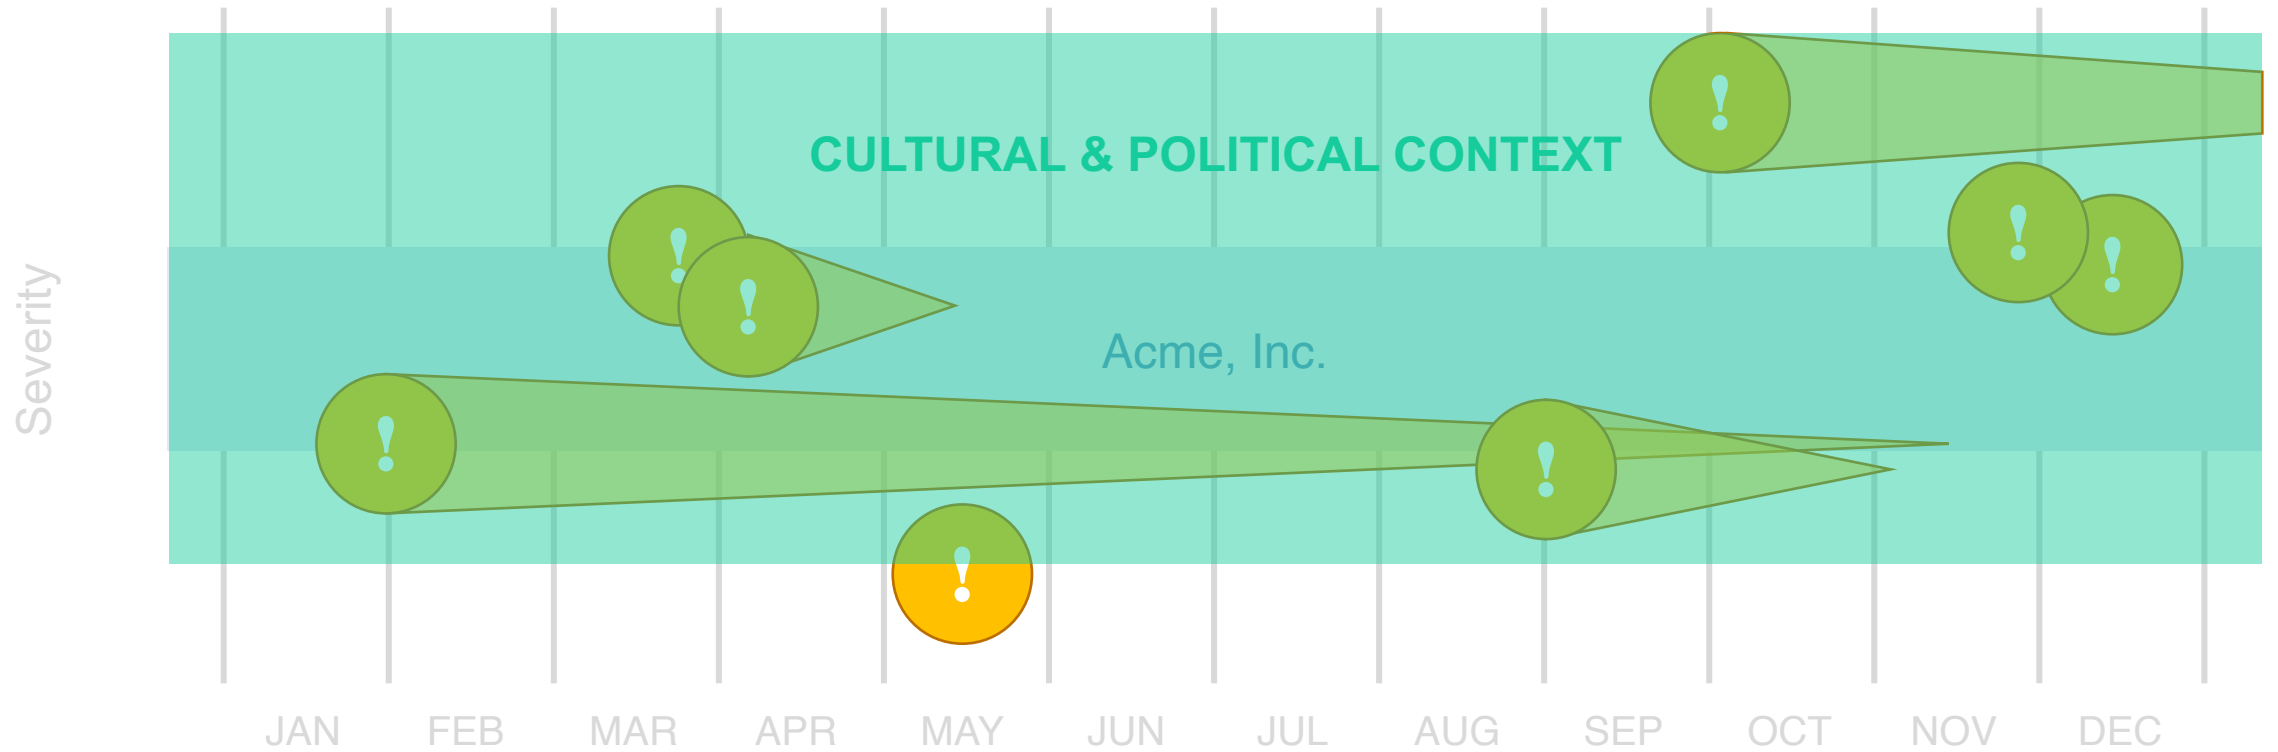 CULTURAL & POLITICAL CONTEXT
!
!
!
!
!
Severity
!
Acme, Inc.
!
!
!
JAN FEB MAR APR MAY JUN JUL AUG SEP OCT NOV DEC